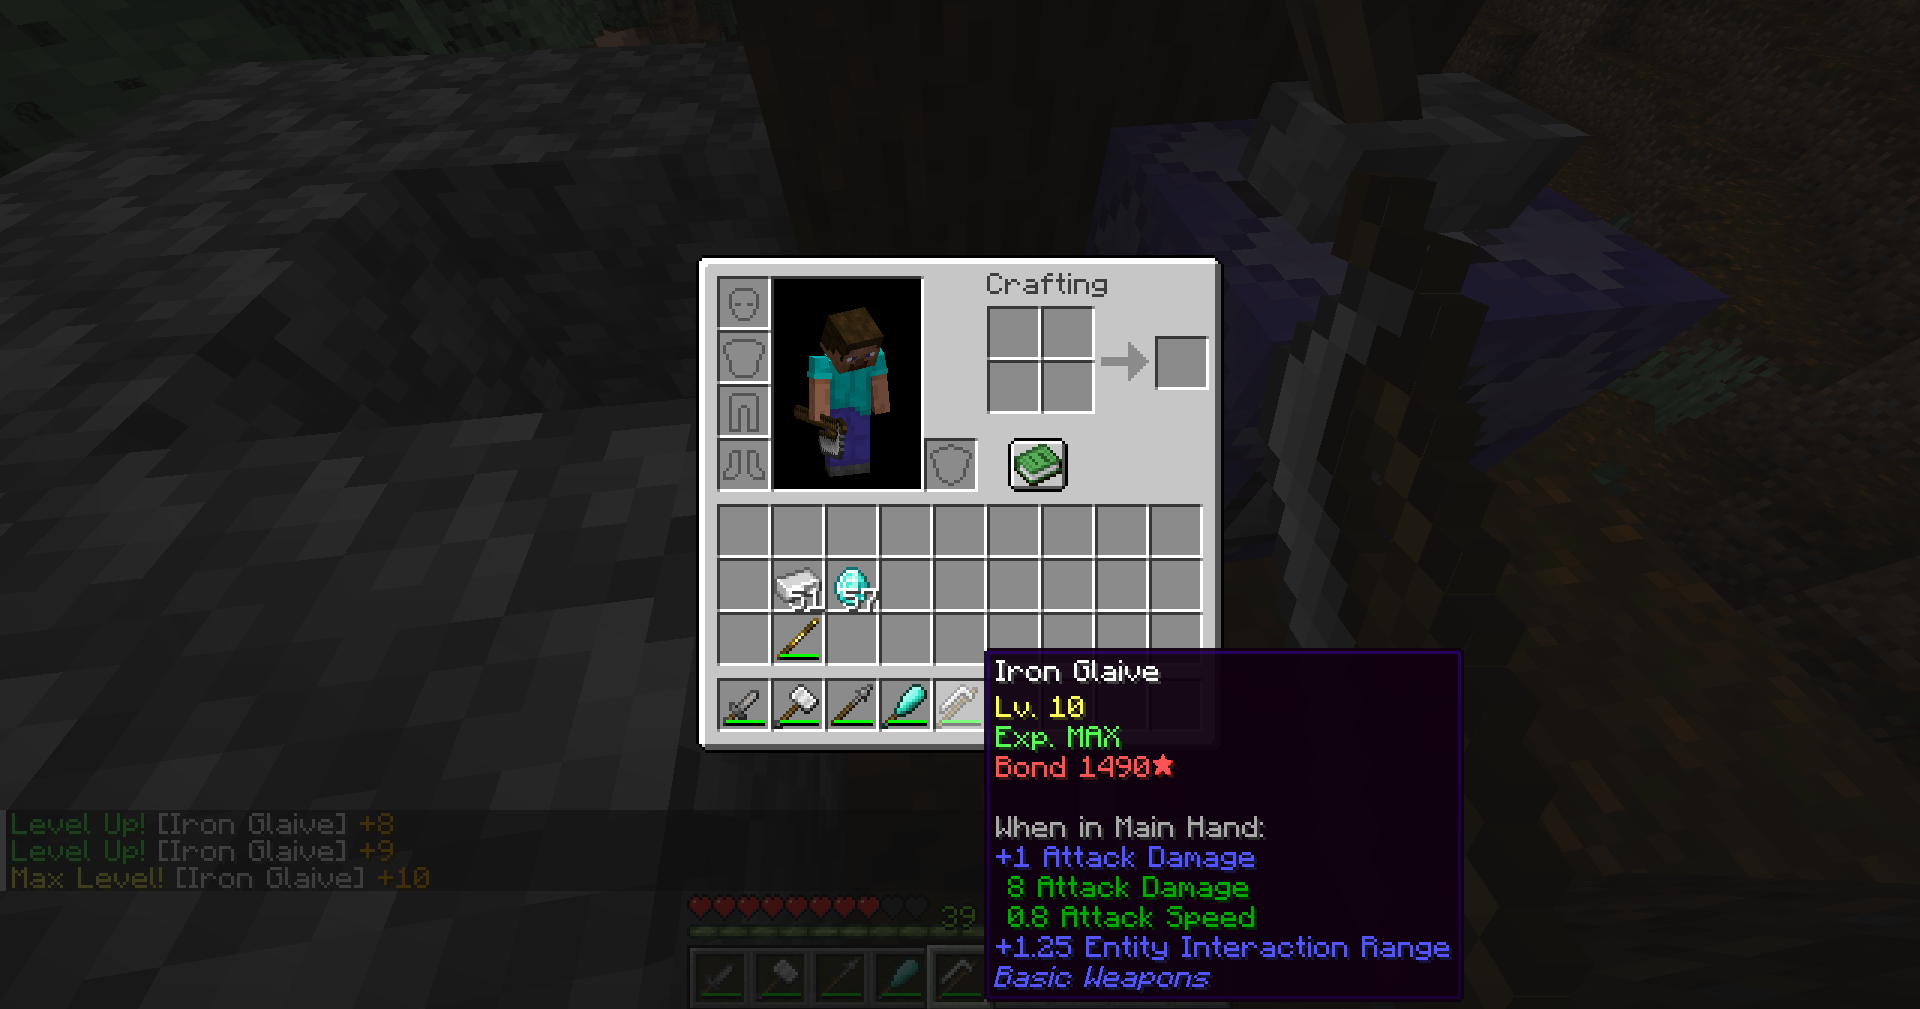 Crafting
51
57
Iron Glaive
Lv. 10
Exp. MAX
Bond 1490★
When in Main Hand:
+1 Attack Damage
8 Attack Damage
0.8 Attack Speed
+1.25 Entity Interaction Range
Basic Weapons
Level Up! [Iron Glaive] +8
Level Up! [Iron Glaive] +9
Max Level! [Iron Glaive] +10
39